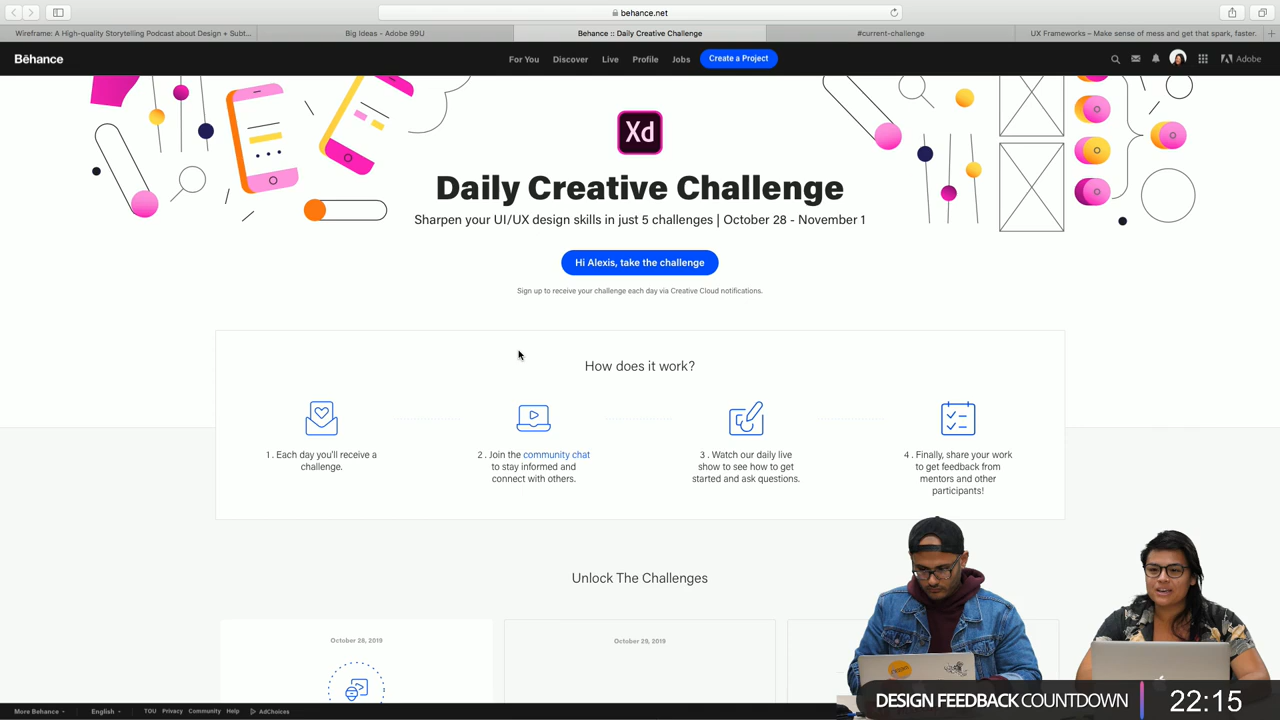 behance.net
Wireframe: A High-quality Storytelling Podcast about Design + Subt...
Big Ideas - Adobe 99U
Behance :: Daily Creative Challenge
#current-challenge
UX Frameworks – Make sense of mess and get that spark, faster.
Bēhance
For You
Discover
Live
Profile
Jobs
Create a Project
Adobe
Xd
Daily Creative Challenge
Sharpen your UI/UX design skills in just 5 challenges | October 28 - November 1
Hi Alexis, take the challenge
Sign up to receive your challenge each day via Creative Cloud notifications.
How does it work?
1 . Each day you'll receive a
challenge.
2 . Join the community chat
to stay informed and
connect with others.
3 . Watch our daily live
show to see how to get
started and ask questions.
4 . Finally, share your work
to get feedback from
mentors and other
participants!
Unlock The Challenges
October 28, 2019
October 29, 2019
More Behance
English
TOU
Privacy
Community
Help
AdChoices
DESIGN FEEDBACK COUNTDOWN
22:15